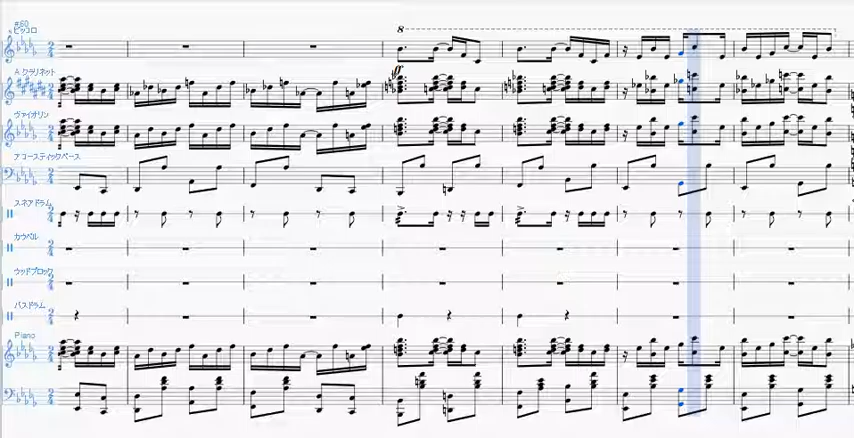 #60
ピッコロ
8
A クラリネット
ff
ヴァイオリン
アコースティックベース
スネアドラム
カウベル
ウッドブロック
バスドラム
Piano